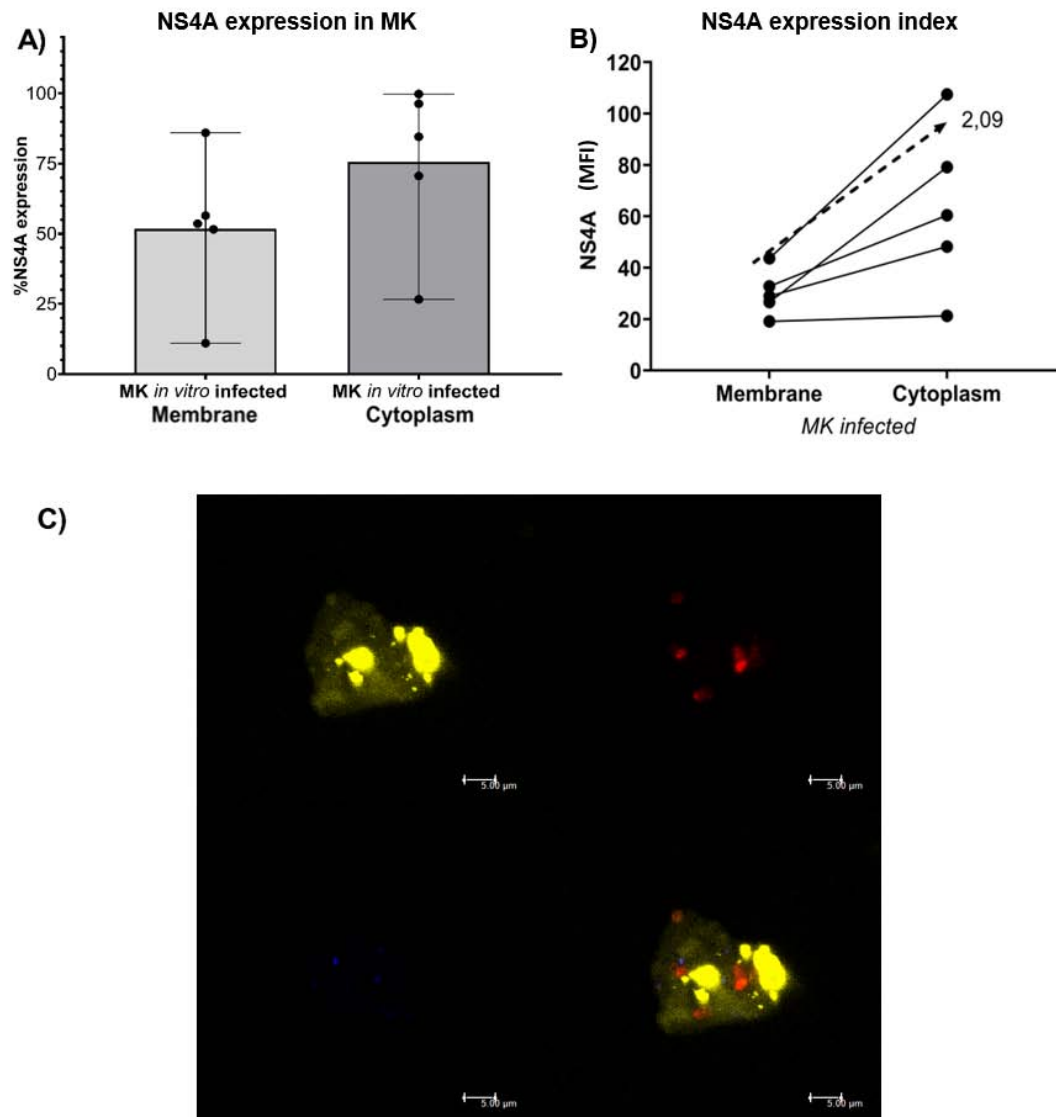 NS4A expression in MK
A)
%NS4A expression
100
75
50
25
0
MK in vitro infected
Membrane
MK in vitro infected
Cytoplasm
NS4A expression index
B)
NS4A (MFI)
120
100
80
60
40
20
0
2,09
Membrane
Cytoplasm
MK infected
C)
5.00 µm
5.00 µm
5.00 µm
5.00 µm